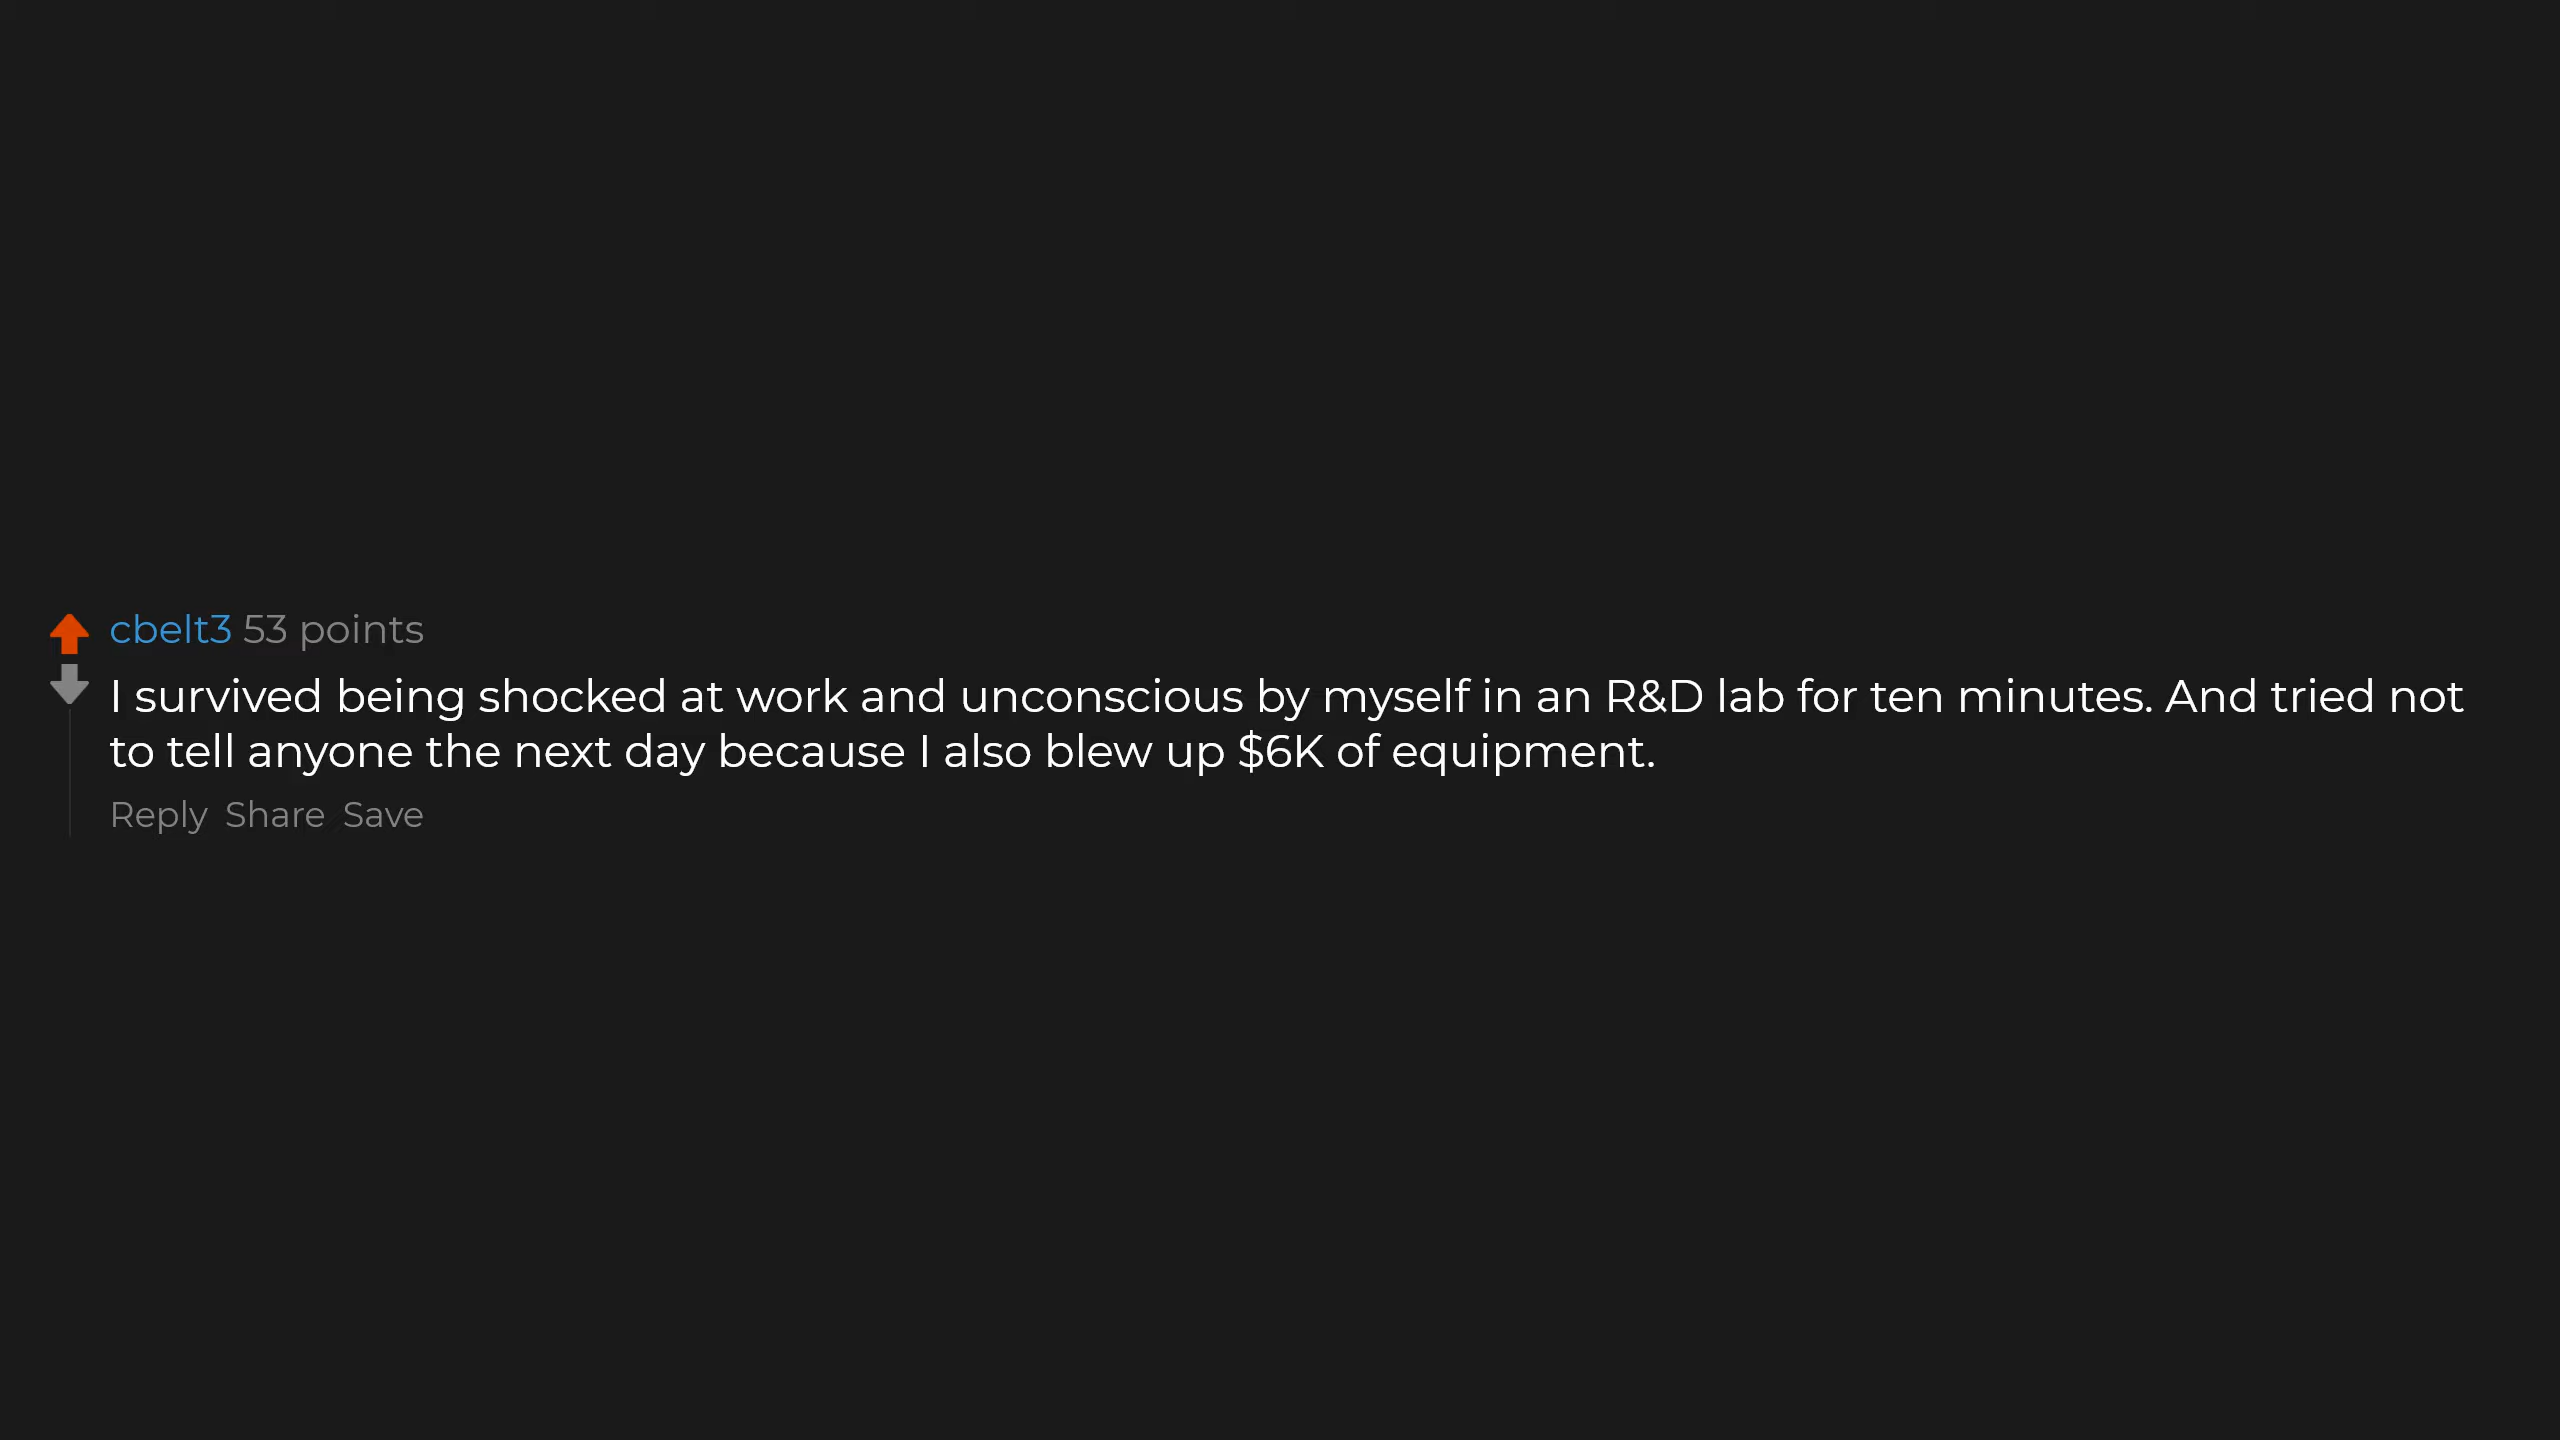 cbelt3 53 points
I survived being shocked at work and unconscious by myself in an R&D lab for ten minutes. And tried not
to tell anyone the next day because I also blew up $6K of equipment.
Reply Share Save